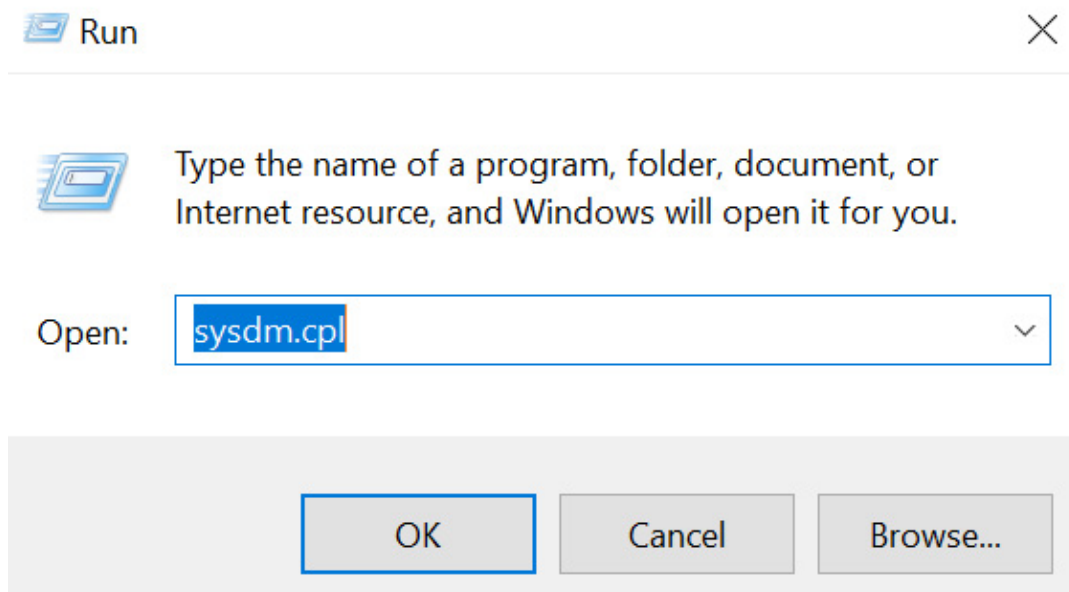 Run
Type the name of a program, folder, document, or
Internet resource, and Windows will open it for you.
Open: sysdm.cpl
OK Cancel Browse...